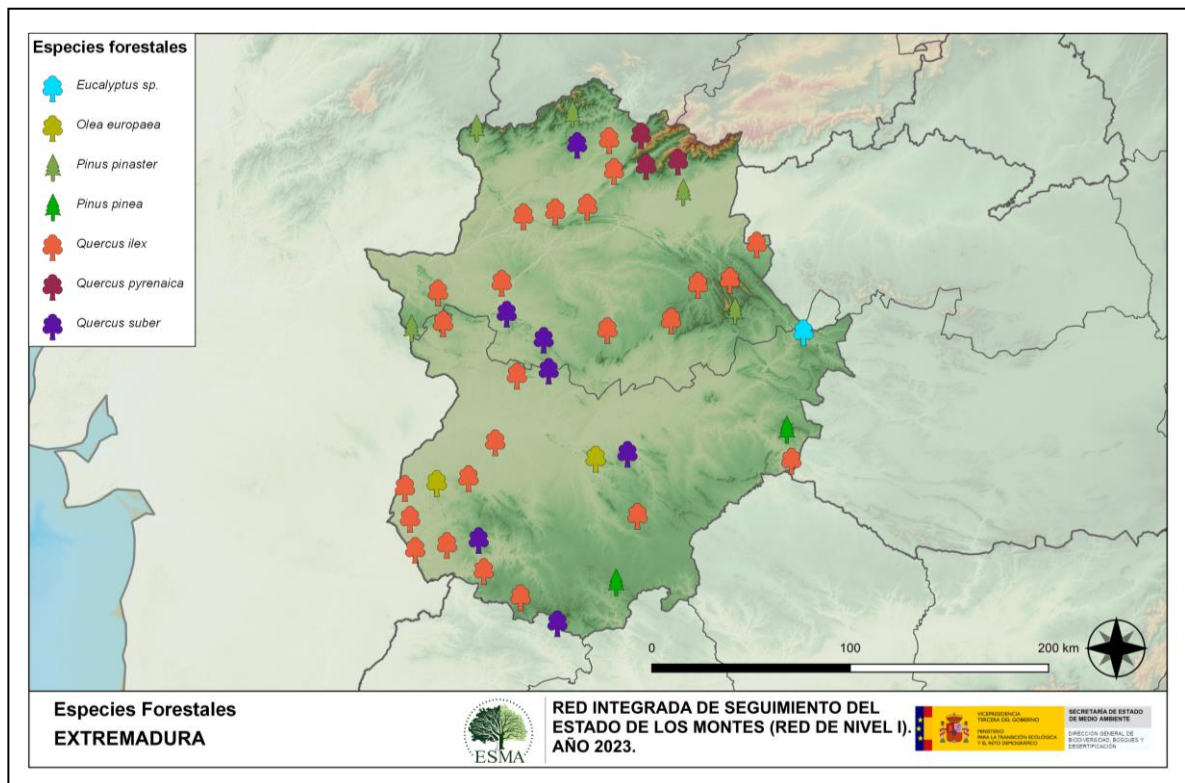 Especies forestales
Eucalyptus sp.
Olea europaea
Pinus pinaster
Pinus pinea
Quercus ilex
Quercus pyrenaica
Quercus suber
0 100 200 km
Especies Forestales
EXTREMADURA
ESMA
RED INTEGRADA DE SEGUIMIENTO DEL
ESTADO DE LOS MONTES (RED DE NIVEL I).
AÑO 2023.
VICEPRESIDENCIA
TERCERA DEL GOBIERNO
MINISTERIO
PARA LA TRANSICIÓN ECOLÓGICA
Y EL RETO DEMOGRÁFICO
SECRETARÍA DE ESTADO
DE MEDIO AMBIENTE
DIRECCIÓN GENERAL DE
BIODIVERSIDAD, BOSQUES Y
DESERTIFICACIÓN